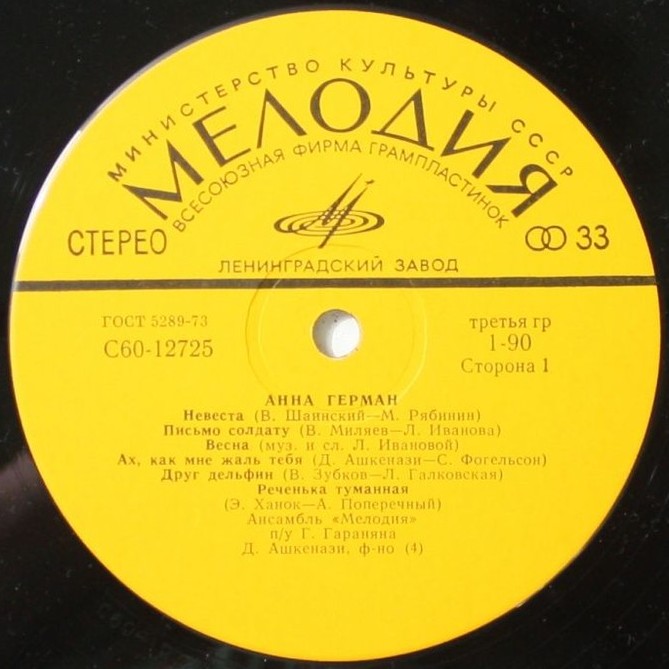 МИНИСТЕРСТВО КУЛЬТУРЫ СССР
МЕЛОДИЯ
ВСЕСОЮЗНАЯ ФИРМА ГРАМПЛАСТИНОК
СТЕРЕО
33
ЛЕНИНГРАДСКИЙ ЗАВОД
ГОСТ 5289-73
С60-12725
третья гр
1-90
Сторона 1
АННА ГЕРМАН
Невеста (В. Шаинский—М. Рябинин)
Письмо солдату (В. Миляев—Л. Иванова)
Весна (муз. и сл. Л. Ивановой)
Ах, как мне жаль тебя (Д. Ашкенази—С. Фогельсон)
Друг дельфин (В. Зубков—Л. Галковская)
Реченька туманная
(Э. Ханок—А. Поперечный)
Ансамбль «Мелодия»
п/у Г. Гараняна
Д. Ашкенази, ф-но (4)